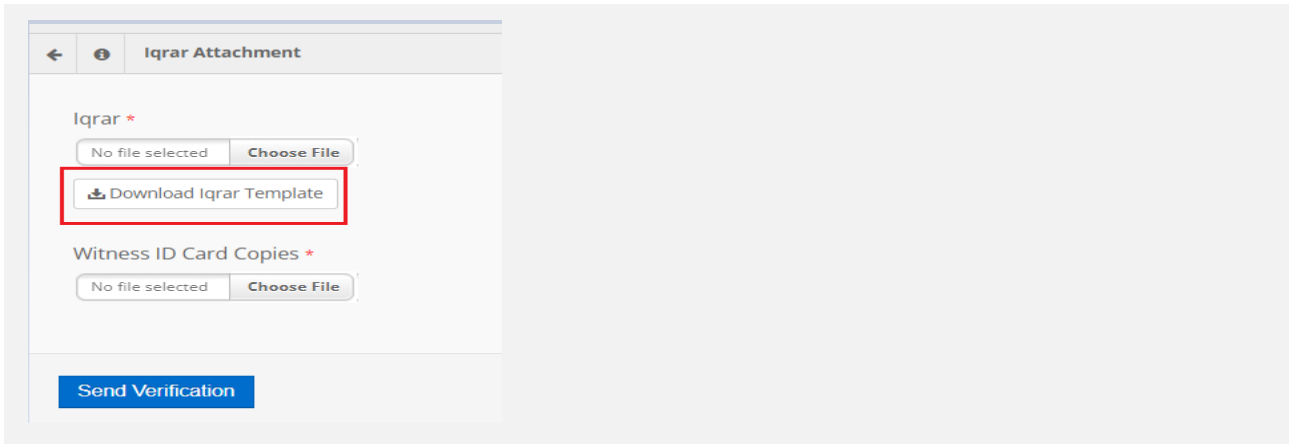 Iqrar Attachment
Iqrar *
No file selected Choose File
Download Iqrar Template
Witness ID Card Copies *
No file selected Choose File
Send Verification